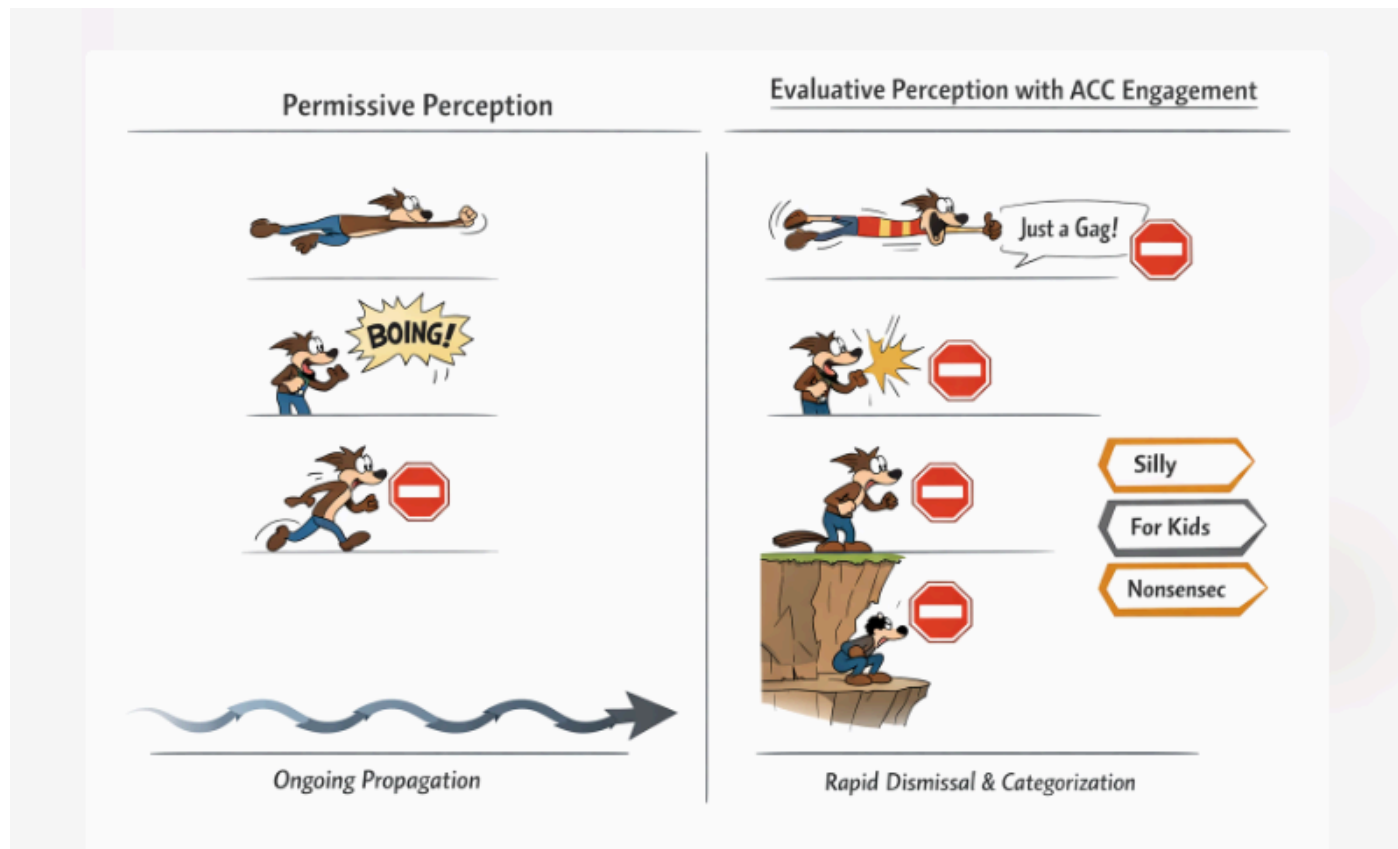 Permissive Perception
BOING!
Ongoing Propagation
Evaluative Perception with ACC Engagement
Just a Gag!
Silly
For Kids
Nonsensec
Rapid Dismissal & Categorization